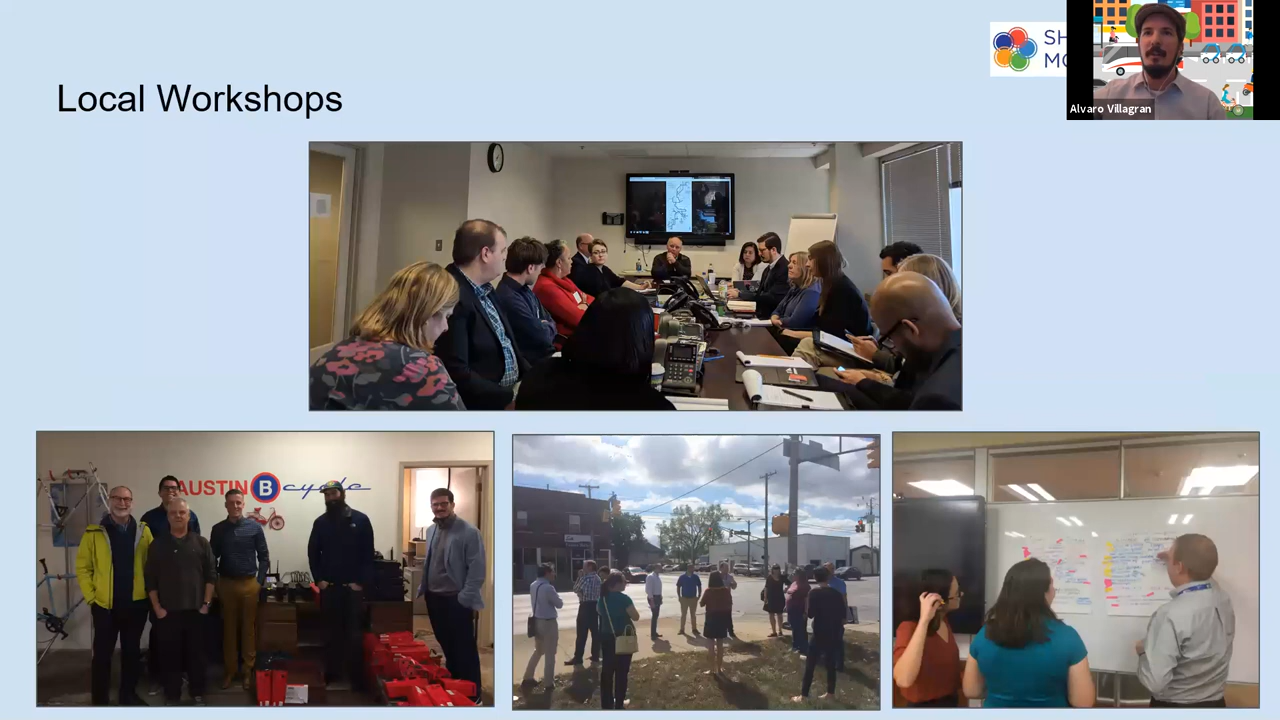 Local Workshops
SH
MO
Alvaro Villagran
AUSTIN B cycle